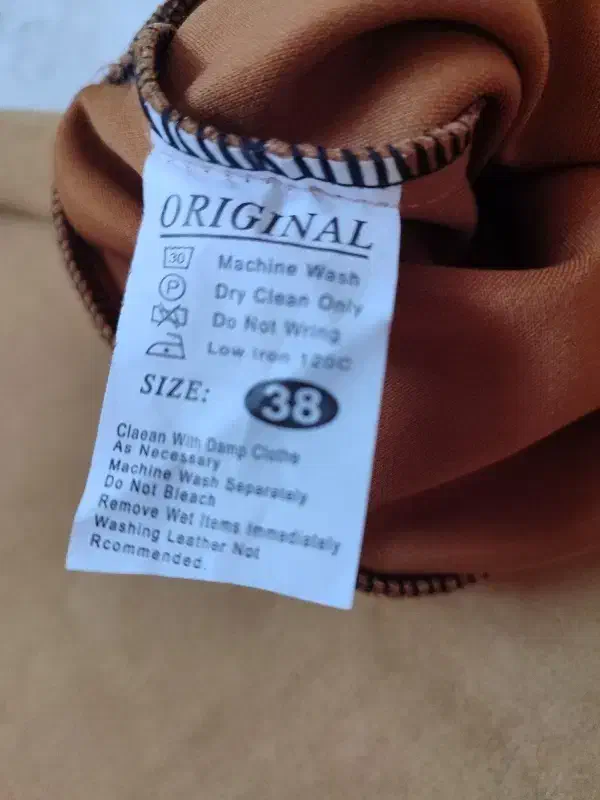 ORIGINAL
30 Machine Wash
P Dry Clean Only
Do Not Wring
Low Iron 120C
SIZE: 38
Claean With Damp Clothe
As Necessary
Machine Wash Separately
Do Not Bleach
Remove Wet Items Immediately
Washing Leather Not
Rcommended.